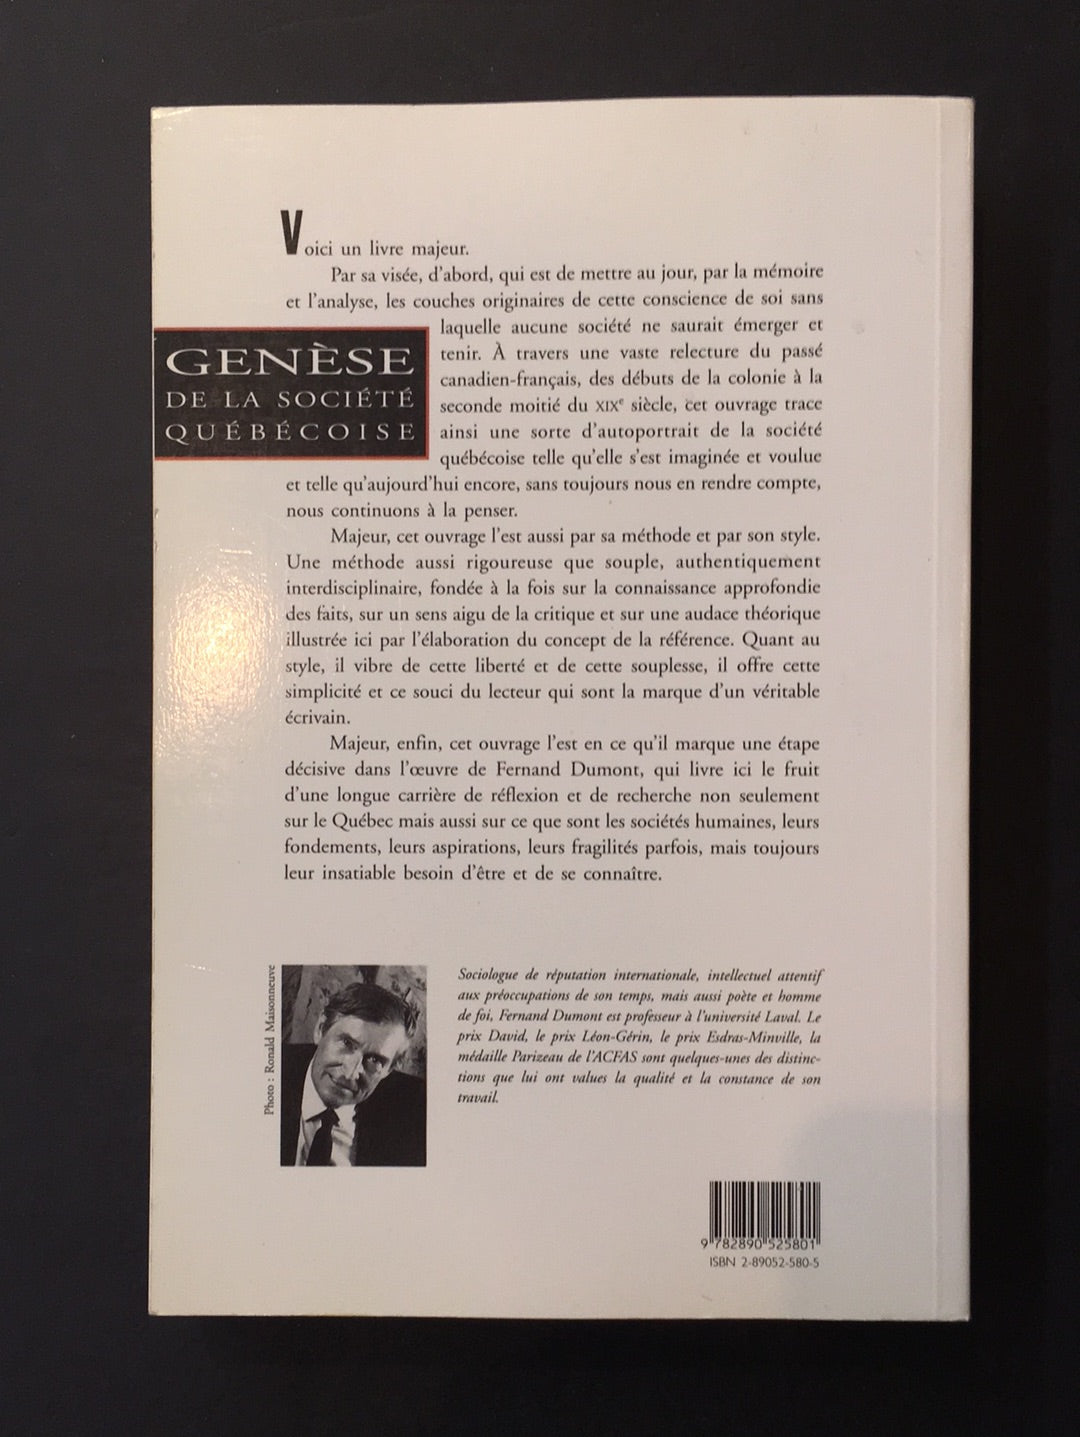 Voici un livre majeur.
Par sa visée, d'abord, qui est de mettre au jour, par la mémoire
et l'analyse, les couches originaires de cette conscience de soi sans
laquelle aucune société ne saurait émerger et
tenir. À travers une vaste relecture du passé
canadien-français, des débuts de la colonie à la
seconde moitié du XIXe siècle, cet ouvrage trace
ainsi une sorte d'autoportrait de la société
québécoise telle qu'elle s'est imaginée et voulue
et telle qu'aujourd'hui encore, sans toujours nous en rendre compte,
nous continuons à la penser.
GENÈSE
DE LA SOCIÉTÉ
QUÉBÉCOISE
Majeur, cet ouvrage l'est aussi par sa méthode et par son style.
Une méthode aussi rigoureuse que souple, authentiquement
interdisciplinaire, fondée à la fois sur la connaissance approfondie
des faits, sur un sens aigu de la critique et sur une audace théorique
illustrée ici par l'élaboration du concept de la référence. Quant au
style, il vibre de cette liberté et de cette souplesse, il offre cette
simplicité et ce souci du lecteur qui sont la marque d'un véritable
écrivain.
Majeur, enfin, cet ouvrage l'est en ce qu'il marque une étape
décisive dans l'œuvre de Fernand Dumont, qui livre ici le fruit
d'une longue carrière de réflexion et de recherche non seulement
sur le Québec mais aussi sur ce que sont les sociétés humaines, leurs
fondements, leurs aspirations, leurs fragilités parfois, mais toujours
leur insatiable besoin d'être et de se connaître.
Photo : Ronald Maisonneuve
Sociologue de réputation internationale, intellectuel attentif
aux préoccupations de son temps, mais aussi poète et homme
de foi, Fernand Dumont est professeur à l'université Laval. Le
prix David, le prix Léon-Gérin, le prix Esdras-Minville, la
médaille Parizeau de l'ACFAS sont quelques-unes des distinc-
tions que lui ont values la qualité et la constance de son
travail.
9 782890 525801
ISBN 2-89052-580-5